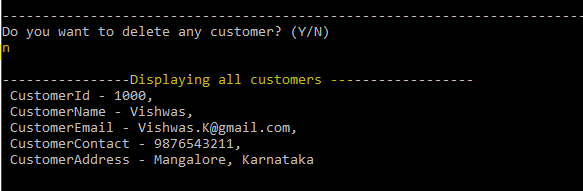 --------------------------------------------------------------------------
Do you want to delete any customer? (Y/N)
n
----------------Displaying all customers ------------------
CustomerId - 1000,
CustomerName - Vishwas,
CustomerEmail - Vishwas.K@gmail.com,
CustomerContact - 9876543211,
CustomerAddress - Mangalore, Karnataka